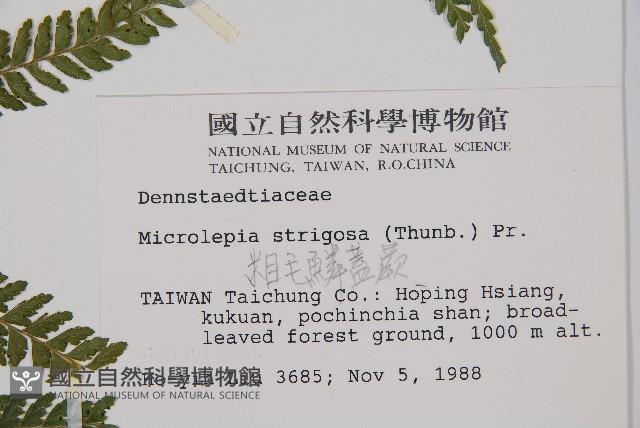 國立自然科學博物館
NATIONAL MUSEUM OF NATURAL SCIENCE
TAICHUNG, TAIWAN, R.O.CHINA
Dennstaedtiaceae
Microlepia strigosa (Thunb.) Pr.
粗毛鱗蓋蕨
TAIWAN Taichung Co.: Hoping Hsiang,
kukuan, pochinchia shan; broad-
leaved forest ground, 1000 m alt.
3685; Nov 5, 1988
國立自然科學博物館
NATIONAL MUSEUM OF NATURAL SCIENCE